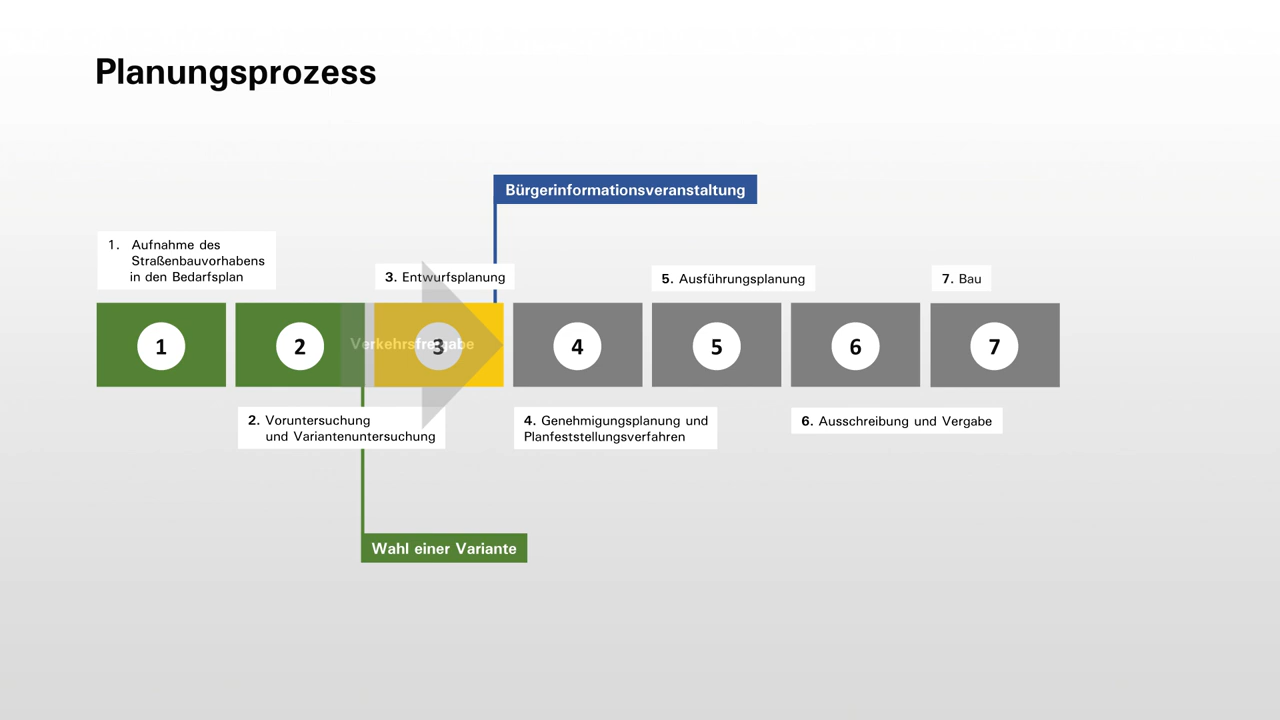 Planungsprozess
Bürgerinformationsveranstaltung
1. Aufnahme des
Straßenbauvorhabens
in den Bedarfsplan
3. Entwurfsplanung
5. Ausführungsplanung
7. Bau
1
2
Verkehrsfreigabe
3
4
5
6
7
2. Voruntersuchung
und Variantenuntersuchung
4. Genehmigungsplanung und
Planfeststellungsverfahren
6. Ausschreibung und Vergabe
Wahl einer Variante